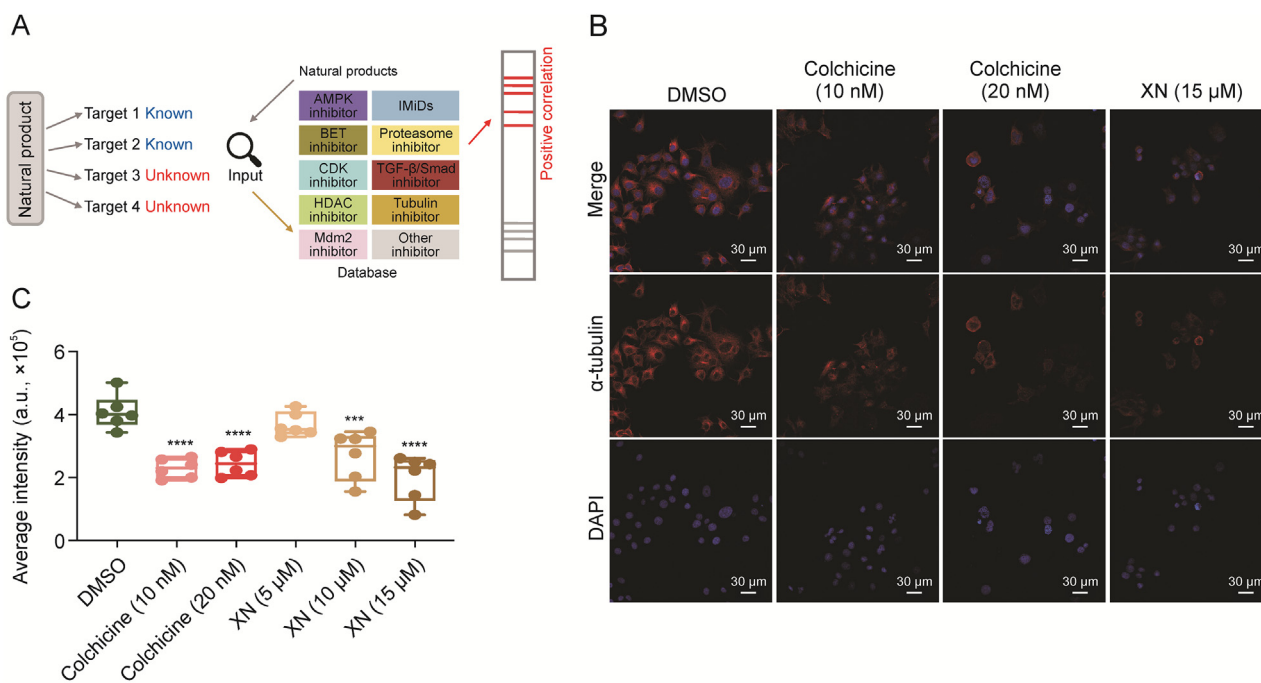 A
Natural product
Target 1 Known
Target 2 Known
Target 3 Unknown
Target 4 Unknown
Input
Natural products
AMPK
inhibitor
IMiDs
BET
inhibitor
Proteasome
inhibitor
CDK
inhibitor
TGF-β/Smad
inhibitor
HDAC
inhibitor
Tubulin
inhibitor
Mdm2
inhibitor
Other
inhibitor
Database
Positive correlation
B
DMSO
Colchicine
(10 nM)
Colchicine
(20 nM)
XN (15 μM)
Merge
30 μm
30 μm
30 μm
30 μm
α-tubulin
30 μm
30 μm
30 μm
30 μm
DAPI
30 μm
30 μm
30 μm
30 μm
C
Average intensity (a.u., ×10⁵)
6
4
2
0
****
****
***
****
DMSO
Colchicine (10 nM)
Colchicine (20 nM)
XN (5 μM)
XN (10 μM)
XN (15 μM)